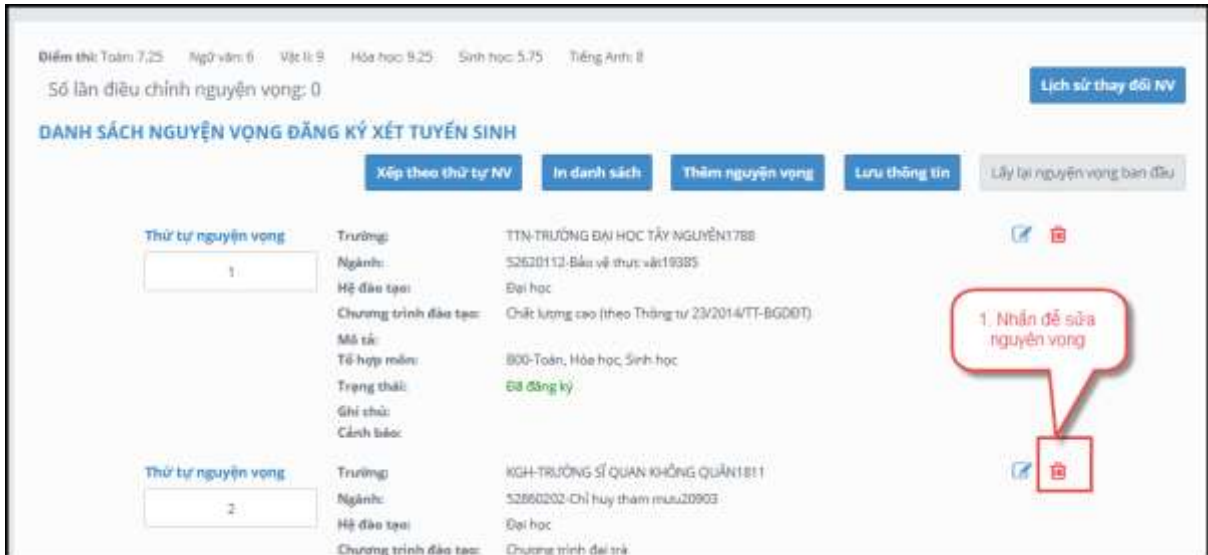 Điểm thi: Toán: 7.25 Ngữ văn: 6 Vật lí: 9 Hóa học: 9.25 Sinh học: 5.75 Tiếng Anh: 8
Số lần điều chỉnh nguyện vọng: 0
Lịch sử thay đổi NV
DANH SÁCH NGUYỆN VỌNG ĐĂNG KÝ XÉT TUYỂN SINH
Xếp theo thứ tự NV In danh sách Thêm nguyện vọng Lưu thông tin Lấy lại nguyện vọng ban đầu
Thứ tự nguyện vọng
1
Trường: TTN-TRƯỜNG ĐẠI HỌC TÂY NGUYÊN1788
Ngành: 52620112-Bảo vệ thực vật19385
Hệ đào tạo: Đại học
Chương trình đào tạo: Chất lượng cao (theo Thông tư 23/2014/TT-BGDĐT)
Mô tả:
Tổ hợp môn: B00-Toán, Hóa học, Sinh học
Trạng thái: Đã đăng ký
Ghi chú:
Cảnh báo:
1. Nhấn để sửa
nguyện vọng
Thứ tự nguyện vọng
2
Trường: KGH-TRƯỜNG SĨ QUAN KHÔNG QUÂN1811
Ngành: 52860202-Chỉ huy tham mưu20903
Hệ đào tạo: Đại học
Chương trình đào tạo: Chương trình đại trà